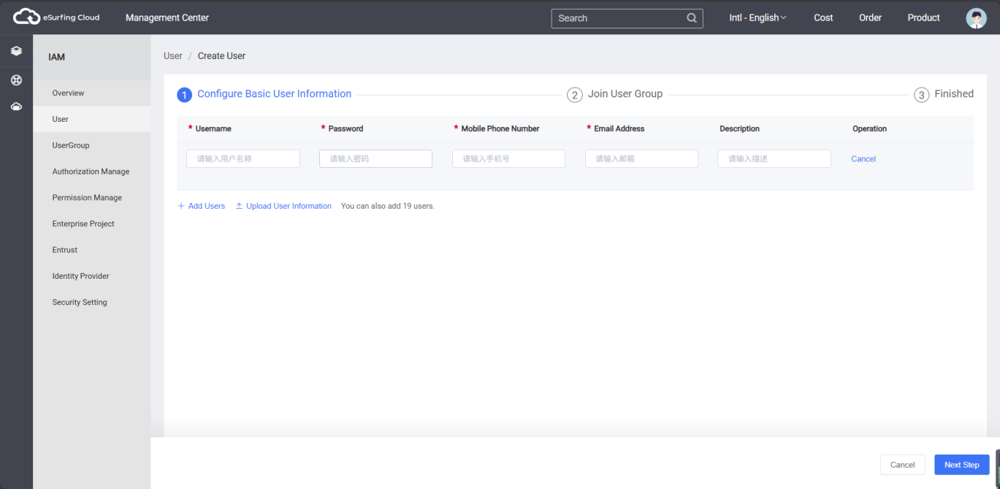 eSurfing Cloud Management Center Search Intl - English Cost Order Product
IAM
Overview
User
UserGroup
Authorization Manage
Permission Manage
Enterprise Project
Entrust
Identity Provider
Security Setting
User / Create User
1 Configure Basic User Information 2 Join User Group 3 Finished
* Username * Password * Mobile Phone Number * Email Address Description Operation
请输入用户名称 请输入密码 请输入手机号 请输入邮箱 请输入描述 Cancel
+ Add Users Upload User Information You can also add 19 users.
Cancel Next Step